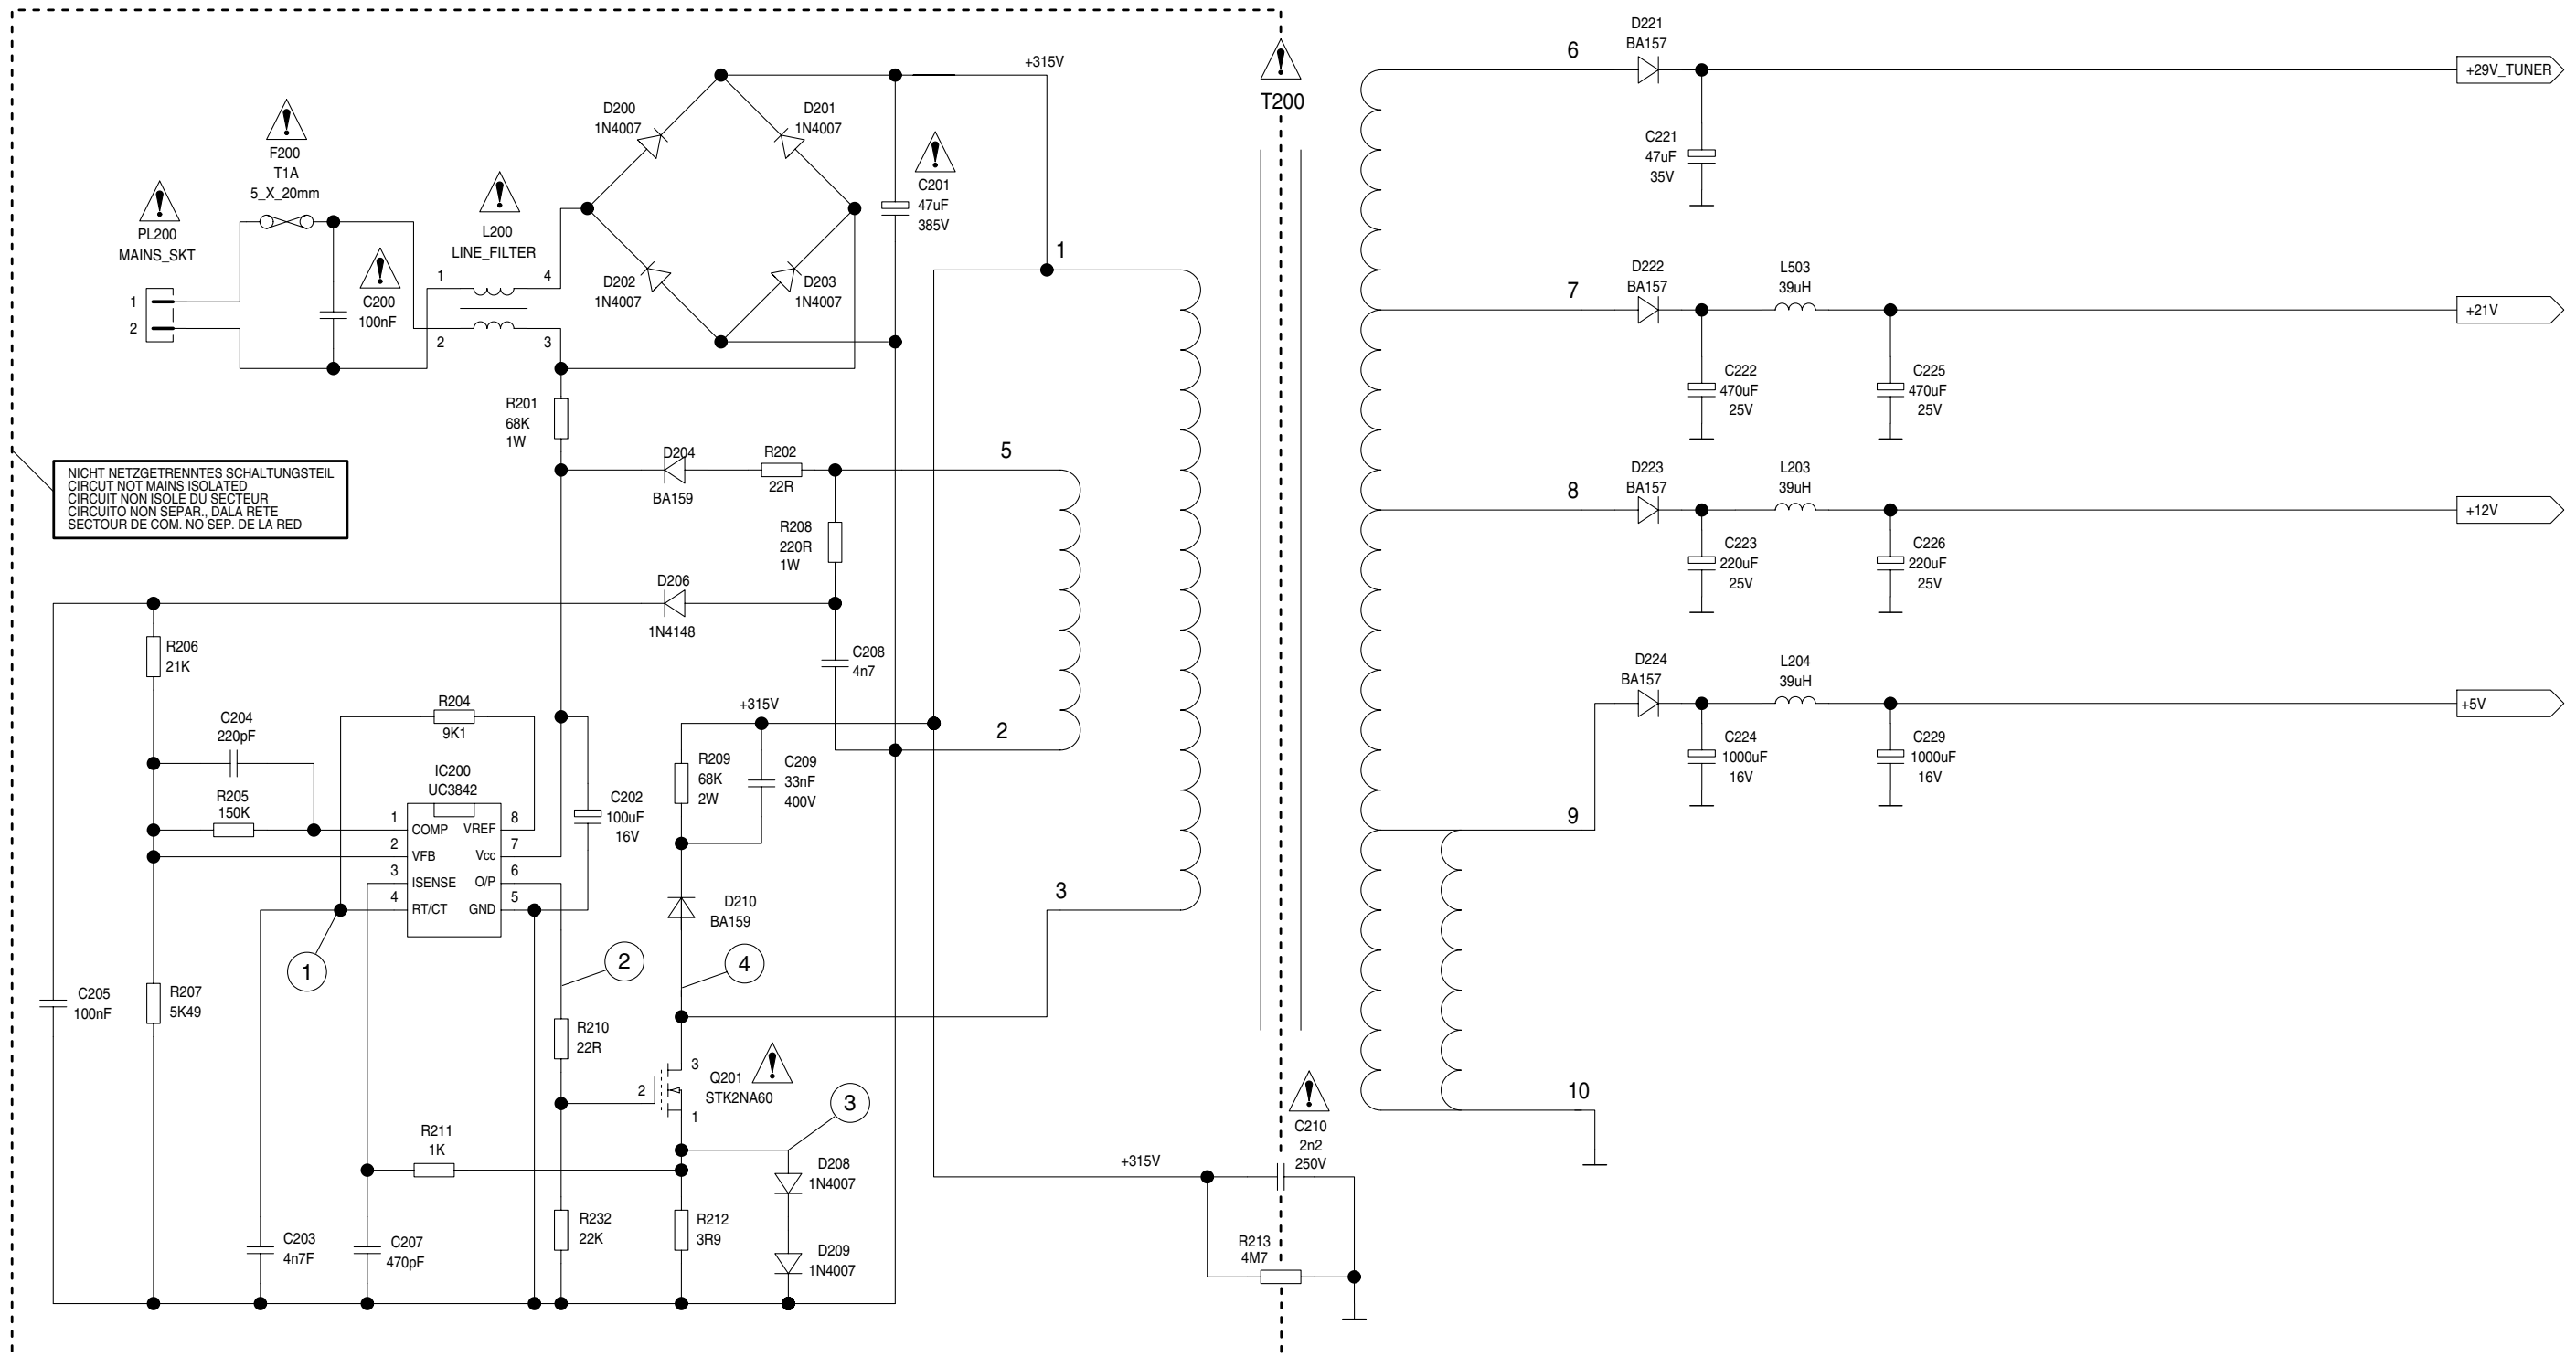 D221
BA157
6
+29V_TUNER
T200
+315V
D200
1N4007
D201
1N4007
C221
47uF
35V
F200
T1A
5_X_20mm
C201
47uF
385V
PL200
MAINS_SKT
L200
LINE_FILTER
1
2
C200
100nF
1
4
2
3
D202
1N4007
D203
1N4007
1
7
D222
BA157
L503
39uH
+21V
C222
470uF
25V
C225
470uF
25V
R201
68K
1W
NICHT NETZGETRENNTES SCHALTUNGSTEIL
CIRCUT NOT MAINS ISOLATED
CIRCUIT NON ISOLE DU SECTEUR
CIRCUITO NON SEPAR., DALA RETE
SECTOUR DE COM. NO SEP. DE LA RED
D204
BA159
R202
22R
5
8
D223
BA157
L203
39uH
+12V
R208
220R
1W
C223
220uF
25V
C226
220uF
25V
D206
1N4148
R206
21K
C208
4n7
D224
BA157
L204
39uH
+5V
C204
220pF
R204
9K1
+315V
2
R205
150K
IC200
UC3842
1
COMP
VREF
8
2
VFB
Vcc
7
3
ISENSE
O/P
6
4
RT/CT
GND
5
C202
100uF
16V
R209
68K
2W
C209
33nF
400V
C224
1000uF
16V
C229
1000uF
16V
9
3
D210
BA159
1
2
4
C205
100nF
R207
5K49
R210
22R
3
2
1
Q201
STK2NA60
3
10
C210
2n2
250V
R211
1K
+315V
D208
1N4007
C203
4n7F
C207
470pF
R232
22K
R212
3R9
D209
1N4007
R213
4M7